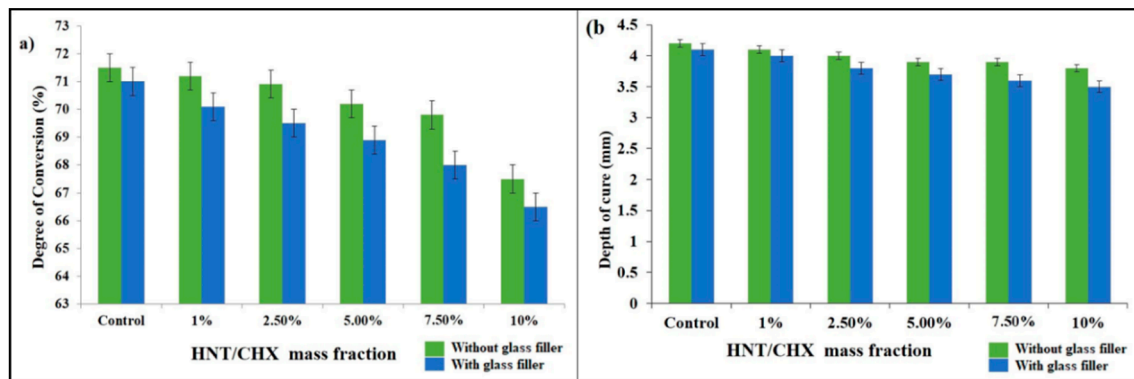 a)
Degree of Conversion (%)
73
72
71
70
69
68
67
66
65
64
63
Control 1% 2.50% 5.00% 7.50% 10%
HNT/CHX mass fraction
Without glass filler
With glass filler
(b
Depth of cure (mm)
4.5
4
3.5
3
2.5
2
1.5
1
0.5
0
Control 1% 2.50% 5.00% 7.50% 10%
HNT/CHX mass fraction
Without glass filler
With glass filler